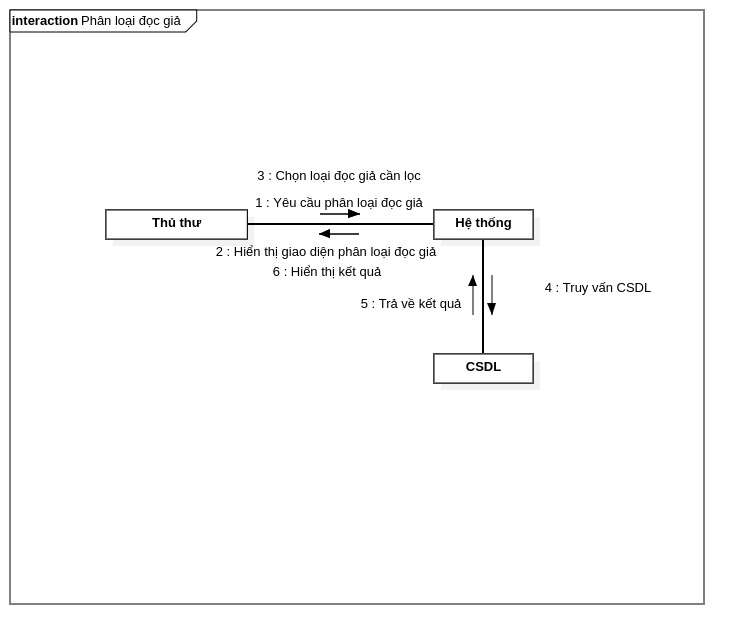 interaction Phân loại đọc giả
3 : Chọn loại đọc giả cần lọc
1 : Yêu cầu phân loại đọc giả
Thủ thư
Hệ thống
2 : Hiển thị giao diện phân loại đọc giả
6 : Hiển thị kết quả
4 : Truy vấn CSDL
5 : Trả về kết quả
CSDL